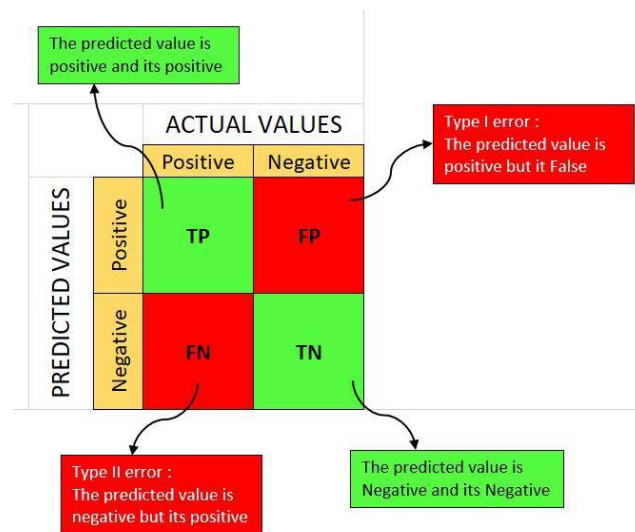 The predicted value is
positive and its positive
ACTUAL VALUES
Type I error :
The predicted value is
positive but it False
Positive
Negative
PREDICTED VALUES
Positive
TP
FP
Negative
FN
TN
Type II error :
The predicted value is
negative but its positive
The predicted value is
Negative and its Negative